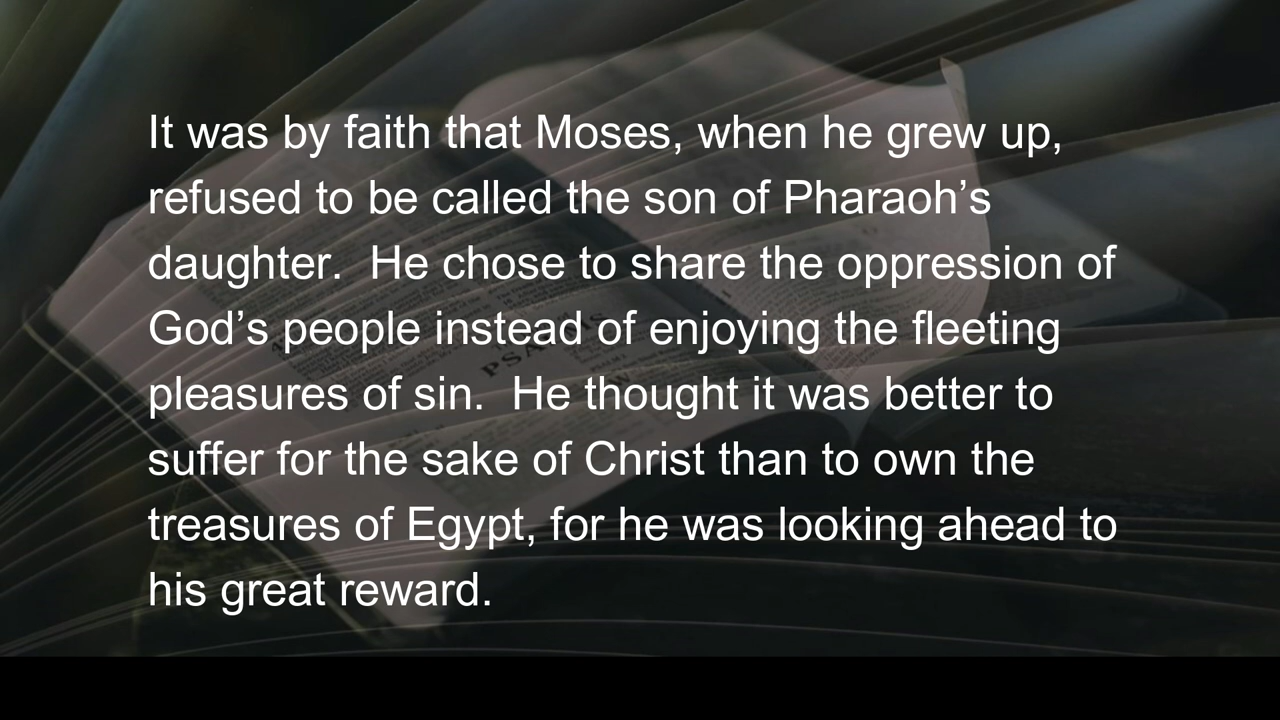 It was by faith that Moses, when he grew up,
refused to be called the son of Pharaoh’s
daughter.  He chose to share the oppression of
God’s people instead of enjoying the fleeting
pleasures of sin.  He thought it was better to
suffer for the sake of Christ than to own the
treasures of Egypt, for he was looking ahead to
his great reward.